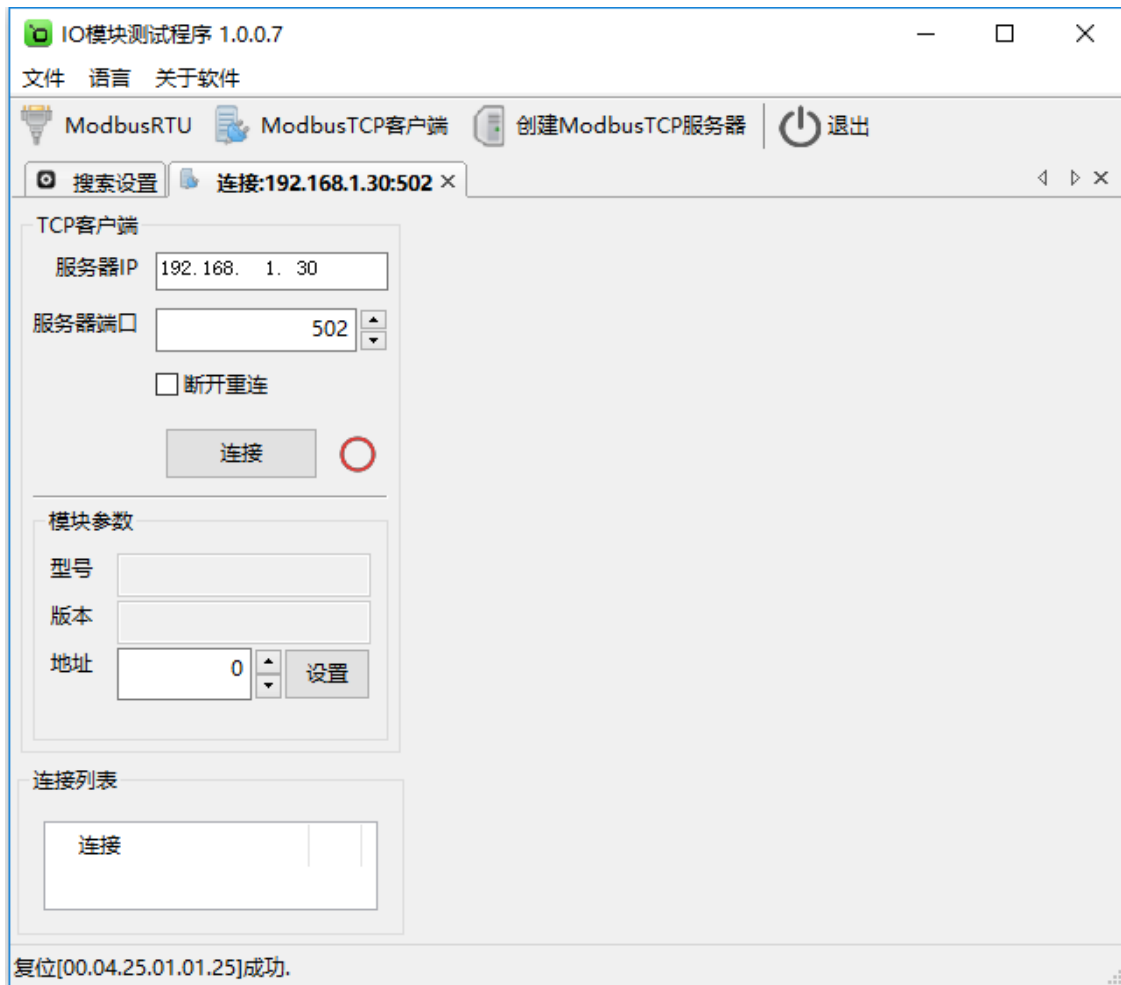 IO模块测试程序 1.0.0.7
文件 语言 关于软件
ModbusRTU ModbusTCP客户端 创建ModbusTCP服务器 退出
搜索设置 连接:192.168.1.30:502
TCP客户端
服务器IP 192.168. 1. 30
服务器端口 502
断开重连
连接
模块参数
型号
版本
地址 0 设置
连接列表
连接
复位[00.04.25.01.01.25]成功.